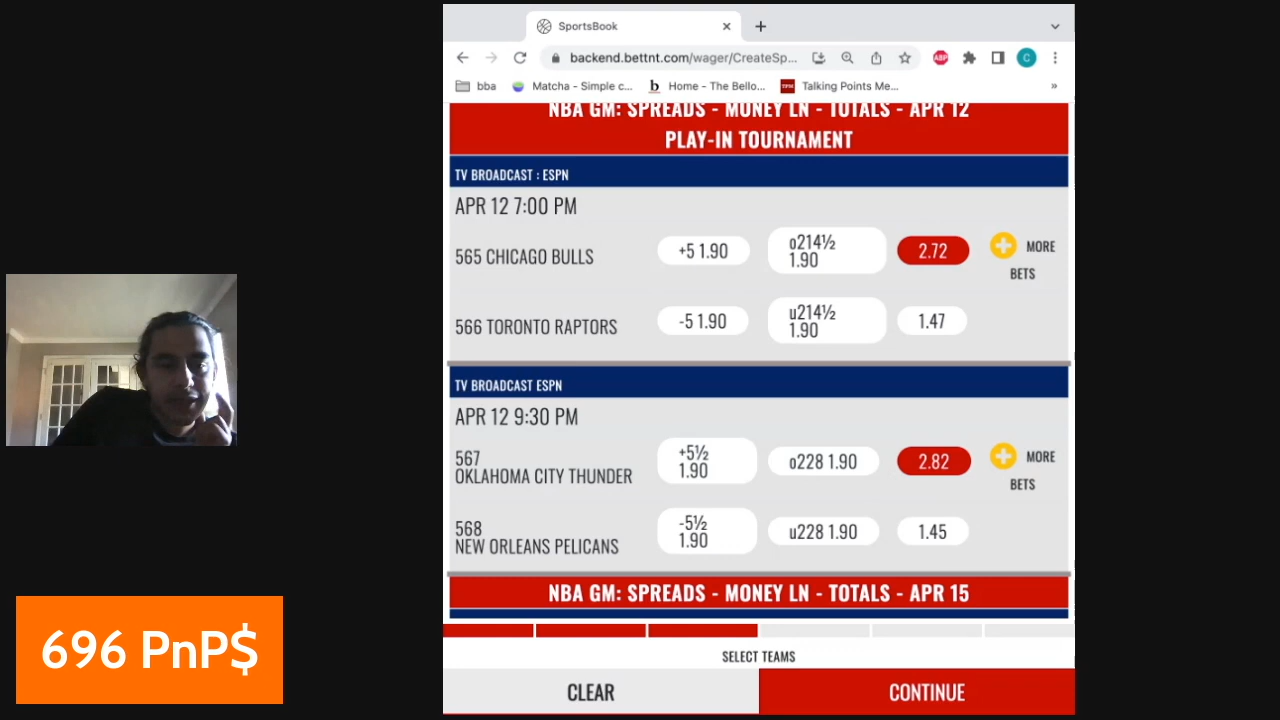 SportsBook
backend.bettnt.com/wager/CreateSp...
ABP
C
bba
Matcha - Simple c...
b
Home - The Bello...
TPM
Talking Points Me...
»
NBA GM: SPREADS - MONEY LN - TOTALS - APR 12
PLAY-IN TOURNAMENT
TV BROADCAST : ESPN
APR 12 7:00 PM
565 CHICAGO BULLS
+5 1.90
o214½
1.90
2.72
MORE
BETS
566 TORONTO RAPTORS
-5 1.90
u214½
1.90
1.47
TV BROADCAST ESPN
APR 12 9:30 PM
567
OKLAHOMA CITY THUNDER
+5½
1.90
o228 1.90
2.82
MORE
BETS
568
NEW ORLEANS PELICANS
-5½
1.90
u228 1.90
1.45
NBA GM: SPREADS - MONEY LN - TOTALS - APR 15
SELECT TEAMS
CLEAR
CONTINUE
696 PnP$